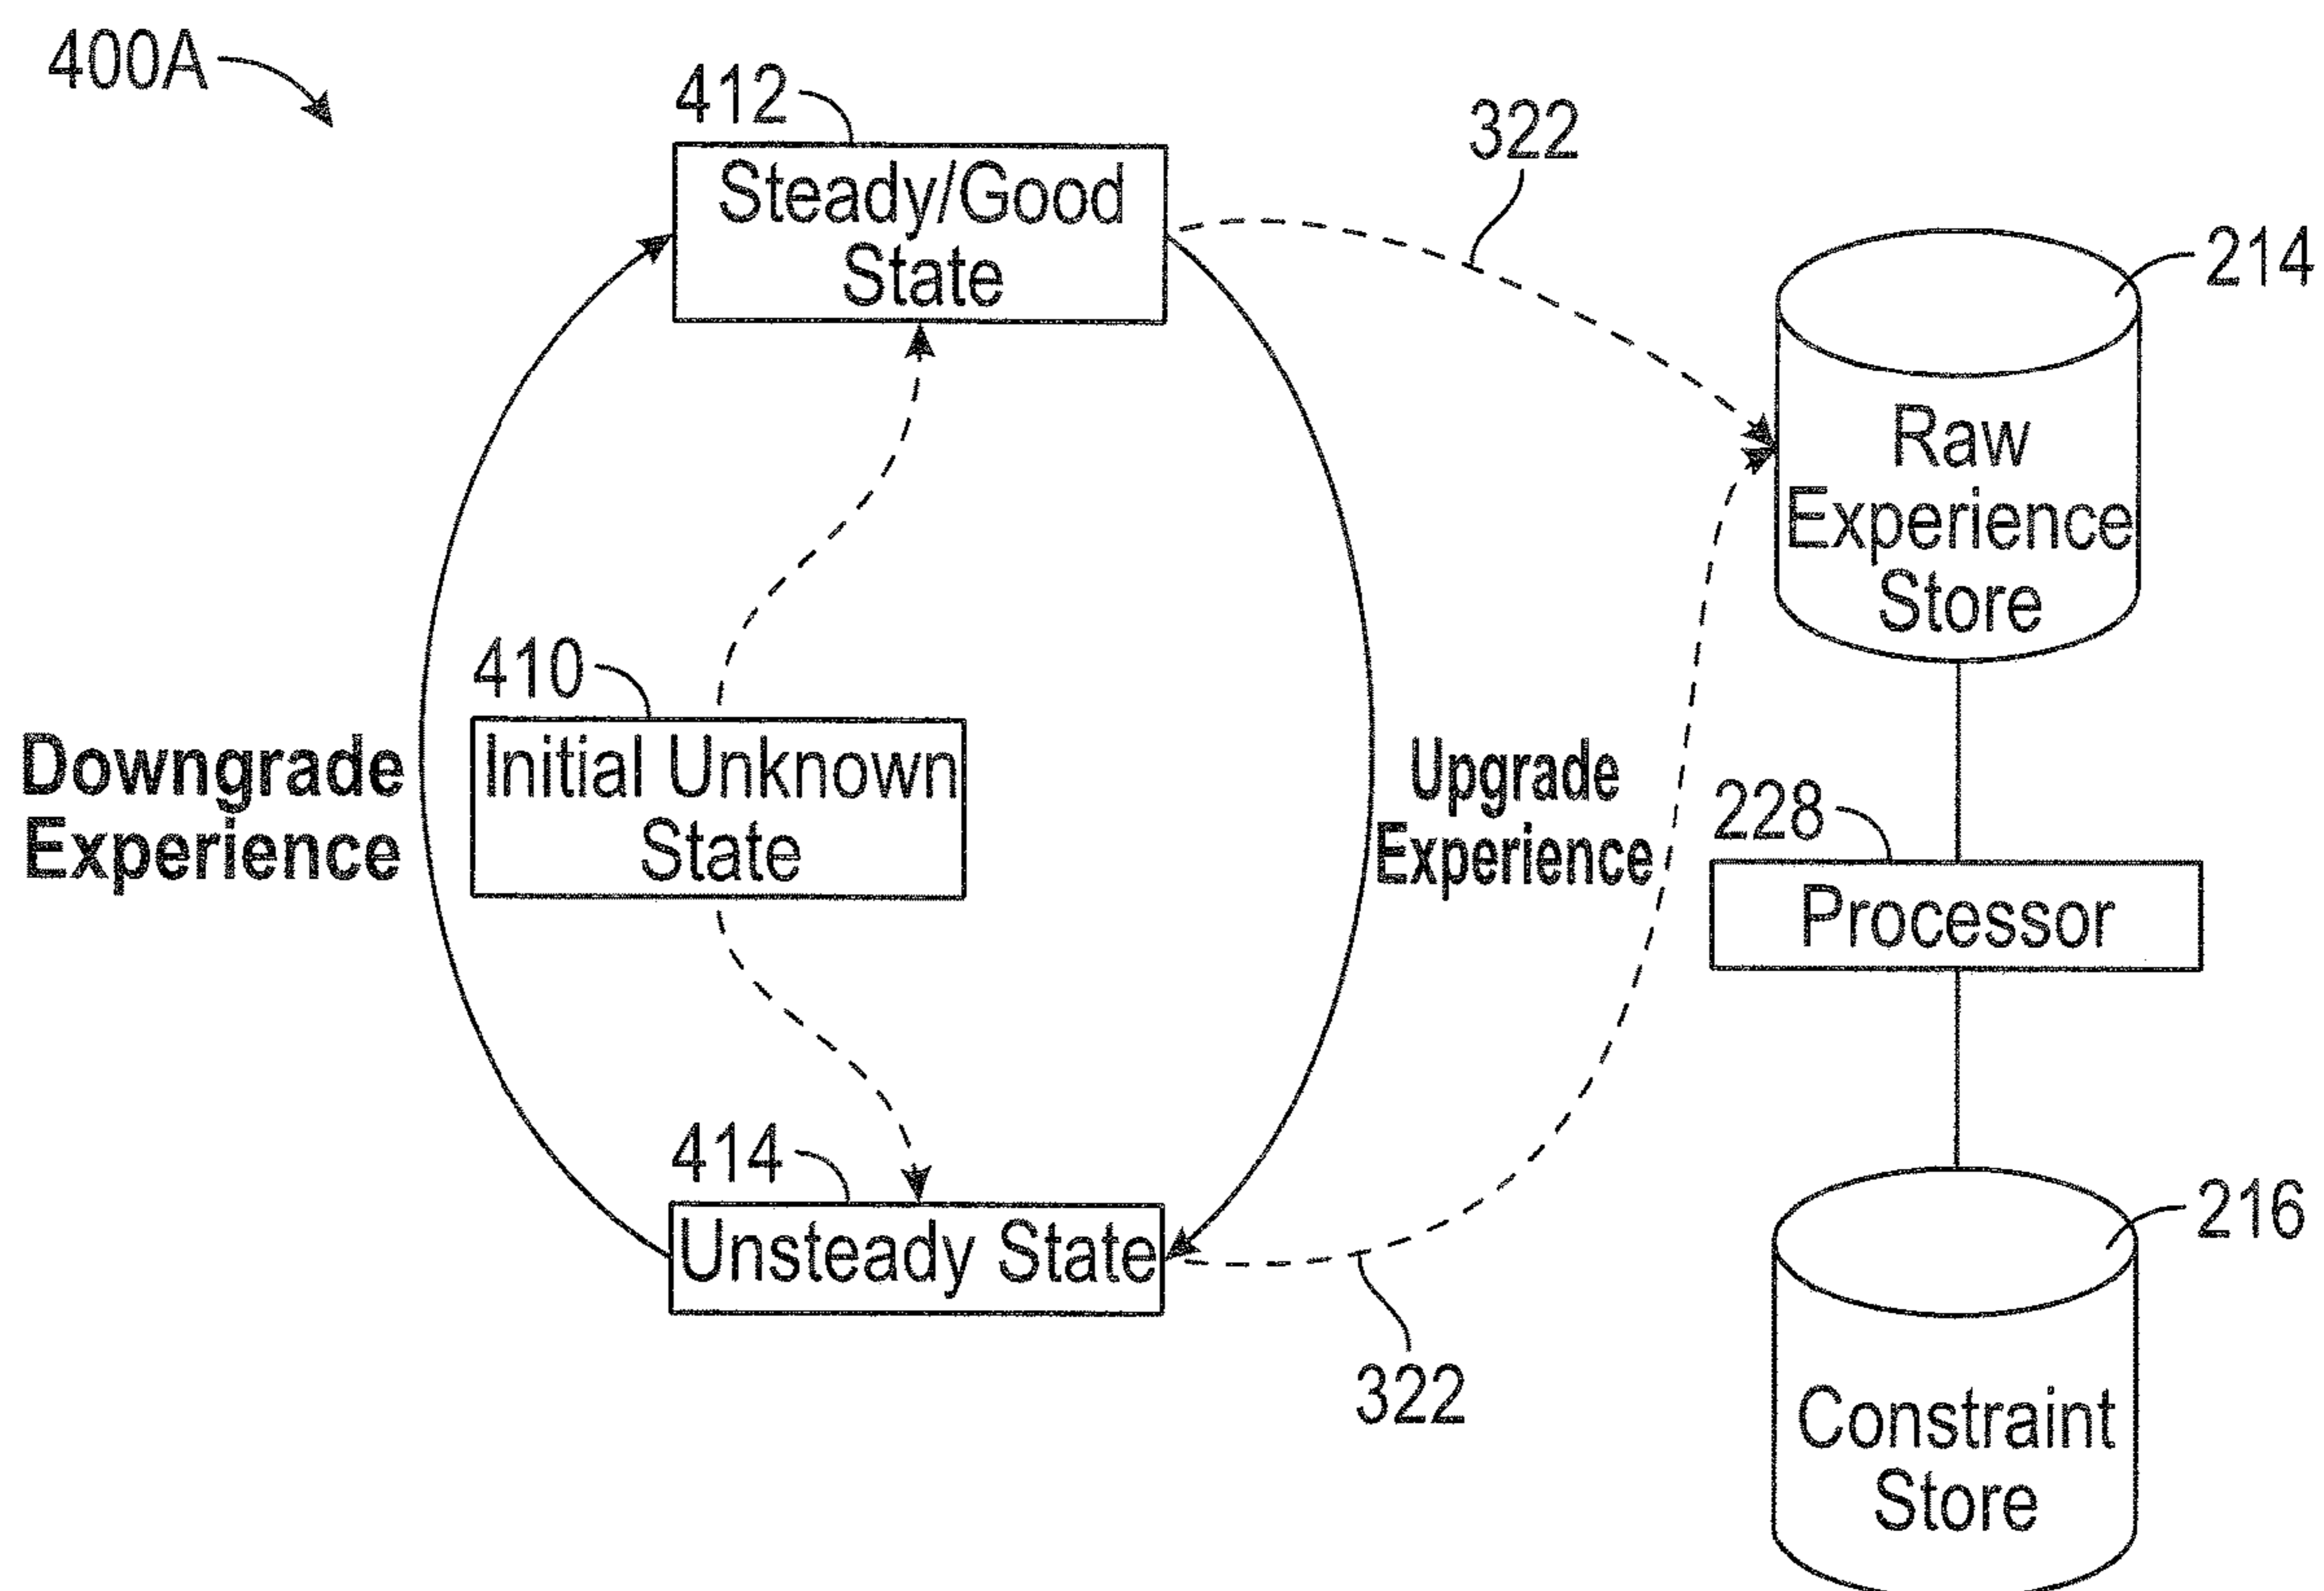 400A
412
Steady/Good
State
322
214
Raw
Experience
Store
410
Initial Unknown
State
Downgrade
Experience
Upgrade
Experience
228
Processor
414
Unsteady State
322
216
Constraint
Store